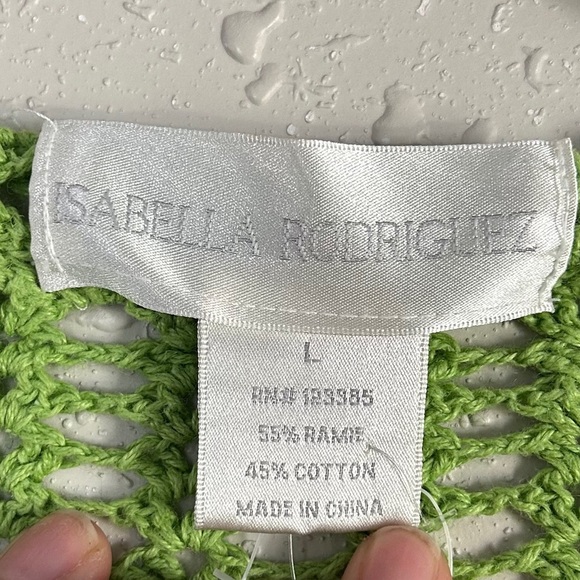 ISABELLA RODRIGUEZ
L
RN# 123385
55% RAMIE
45% COTTON
MADE IN CHINA